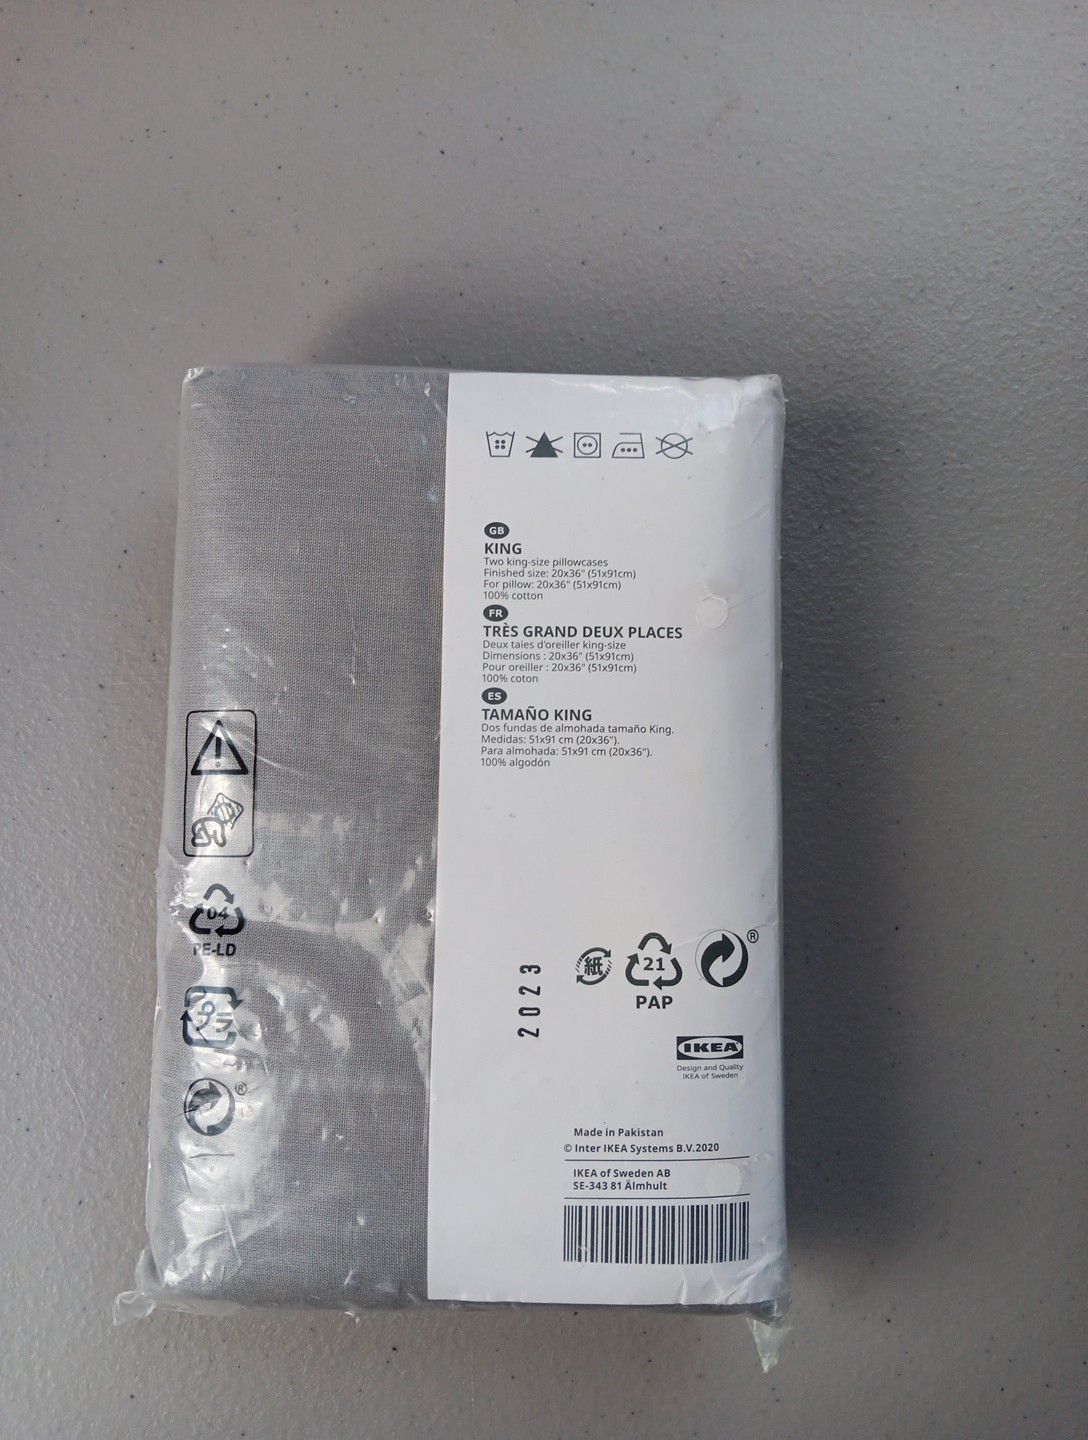 GB
KING
Two king-size pillowcases
Finished size: 20x36" (51x91cm)
For pillow: 20x36" (51x91cm)
100% cotton
FR
TRÈS GRAND DEUX PLACES
Deux taies d'oreiller king-size
Dimensions : 20x36" (51x91cm)
Pour oreiller : 20x36" (51x91cm)
100% coton
ES
TAMAÑO KING
Dos fundas de almohada tamaño King.
Medidas: 51x91 cm (20x36").
Para almohada: 51x91 cm (20x36").
100% algodón
04
PE-LD
プラ
®
2023
紙
21
PAP
®
IKEA
Design and Quality
IKEA of Sweden
Made in Pakistan
© Inter IKEA Systems B.V.2020
IKEA of Sweden AB
SE-343 81 Älmhult